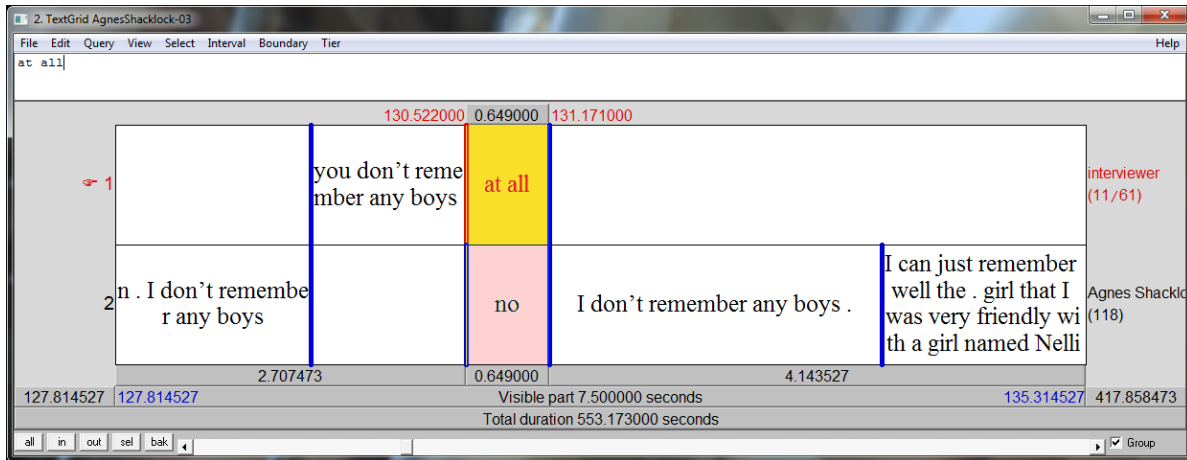 2. TextGrid AgnesShacklock-03
File Edit Query View Select Interval Boundary Tier Help
at all
130.522000 0.649000 131.171000
☞ 1
you don’t reme
mber any boys
at all
interviewer
(11/61)
2
n . I don’t remembe
r any boys
no
I don’t remember any boys .
I can just remember
well the . girl that I
was very friendly wi
th a girl named Nelli
Agnes Shacklo
(118)
2.707473 0.649000 4.143527
127.814527 127.814527 Visible part 7.500000 seconds 135.314527 417.858473
Total duration 553.173000 seconds
all in out sel bak Group